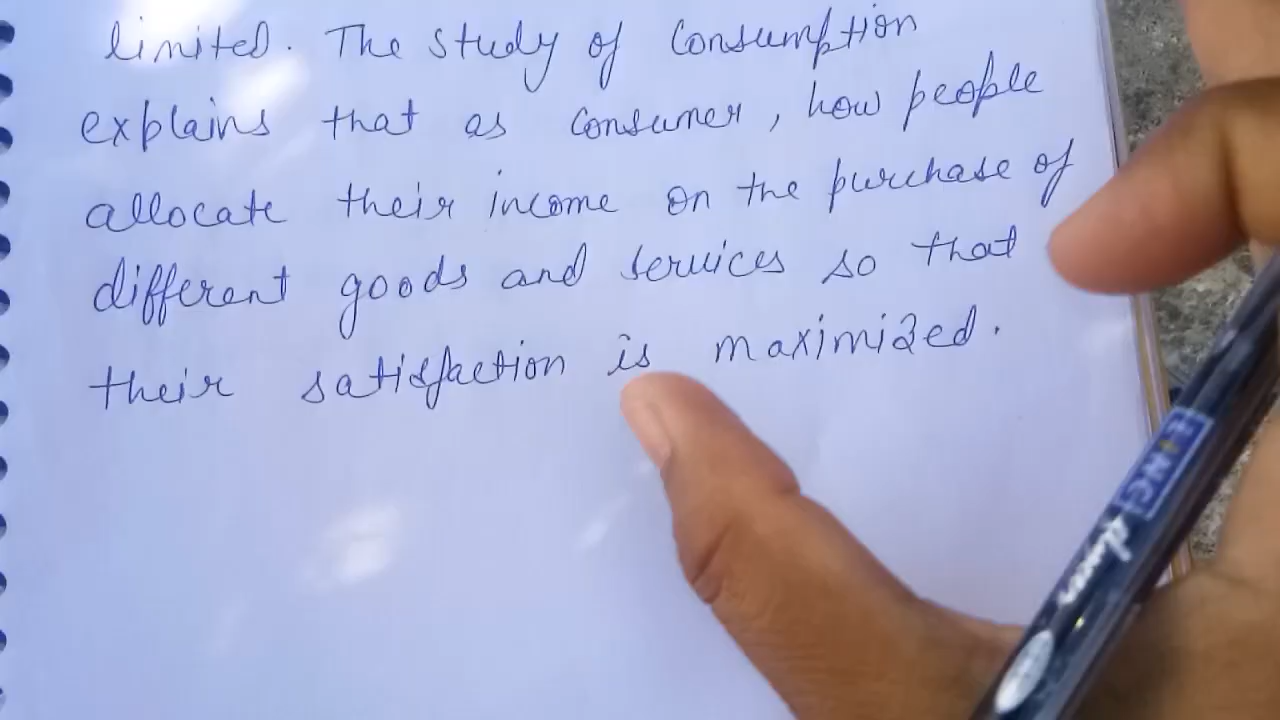 limited. The study of Consumption
explains that as consumer, how people
allocate their income on the purchase of
different goods and services so that
their satisfaction is maximized.
LINC